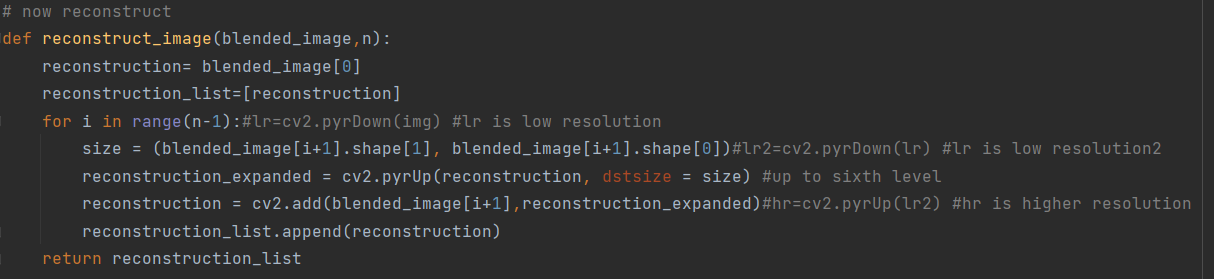 # now reconstruct
def reconstruct_image(blended_image,n):
    reconstruction= blended_image[0]
    reconstruction_list=[reconstruction]
    for i in range(n-1):#lr=cv2.pyrDown(img) #lr is low resolution
        size = (blended_image[i+1].shape[1], blended_image[i+1].shape[0])#lr2=cv2.pyrDown(lr) #lr is low resolution2
        reconstruction_expanded = cv2.pyrUp(reconstruction, dstsize = size) #up to sixth level
        reconstruction = cv2.add(blended_image[i+1],reconstruction_expanded)#hr=cv2.pyrUp(lr2) #hr is higher resolution
        reconstruction_list.append(reconstruction)
    return reconstruction_list